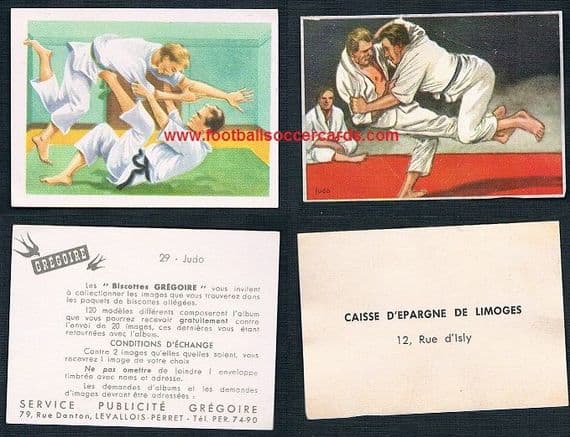 www.footballsoccercards.com
Judo
GRÉGOIRE
29 - Judo
Les "Biscottes GRÉGOIRE" vous invitent
à collectionner les images que vous trouverez dans
les paquets de biscottes allégées.
120 modèles différents composeront l'album
que vous pourrez recevoir gratuitement contre
envoi de 20 images, ces dernières vous étant
retournées avec l'album.
CONDITIONS D'ÉCHANGE
Contre 2 images qu'elles quelles soient, vous
recevrez 1 image de votre choix
Ne pas omettre de joindre 1 enveloppe
timbrée avec noms et adresse.
Les demandes d'albums et les demandes
d'images devront être adressées :
SERVICE PUBLICITÉ GRÉGOIRE
79, Rue Danton, LEVALLOIS-PERRET - Tél. PER. 74-90
CAISSE D'EPARGNE DE LIMOGES
12, Rue d'Isly